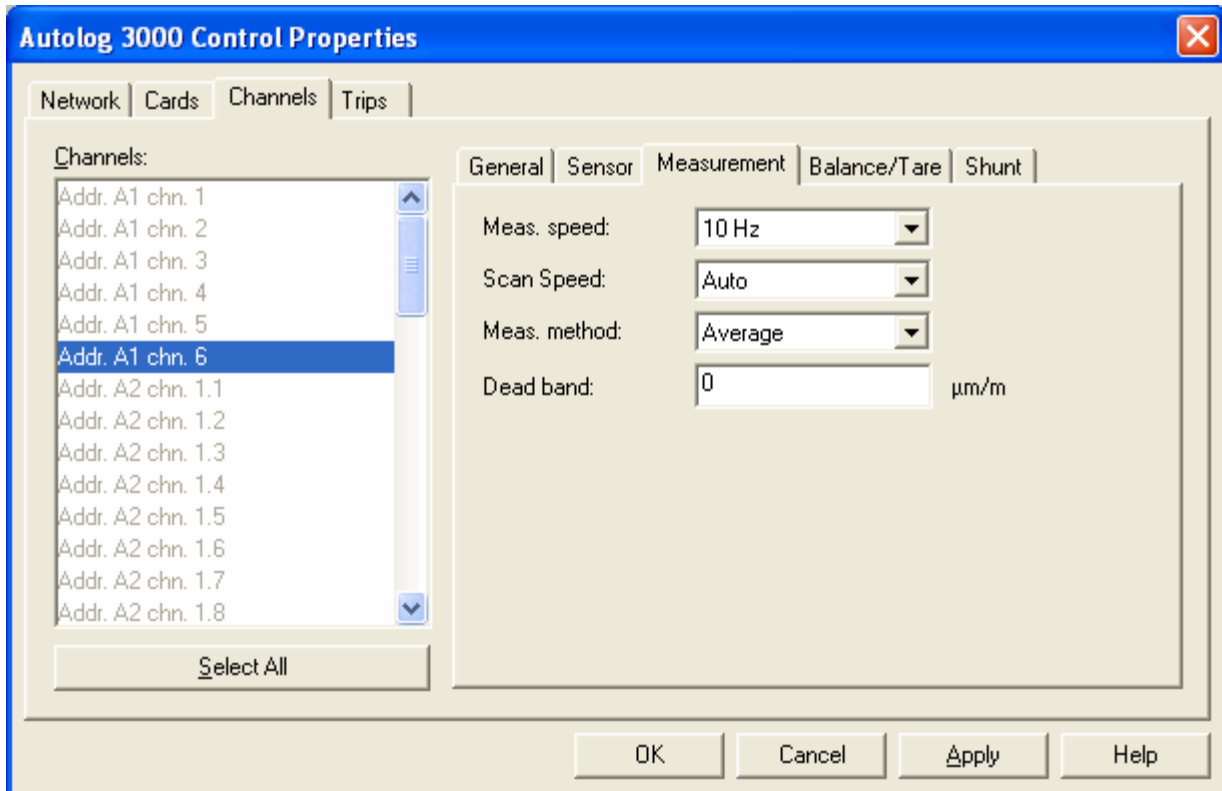 Autolog 3000 Control Properties
Network Cards Channels Trips
Channels:
Addr. A1 chn. 1
Addr. A1 chn. 2
Addr. A1 chn. 3
Addr. A1 chn. 4
Addr. A1 chn. 5
Addr. A1 chn. 6
Addr. A2 chn. 1.1
Addr. A2 chn. 1.2
Addr. A2 chn. 1.3
Addr. A2 chn. 1.4
Addr. A2 chn. 1.5
Addr. A2 chn. 1.6
Addr. A2 chn. 1.7
Addr. A2 chn. 1.8
Select All
General Sensor Measurement Balance/Tare Shunt
Meas. speed: 10 Hz
Scan Speed: Auto
Meas. method: Average
Dead band: 0 µm/m
OK Cancel Apply Help